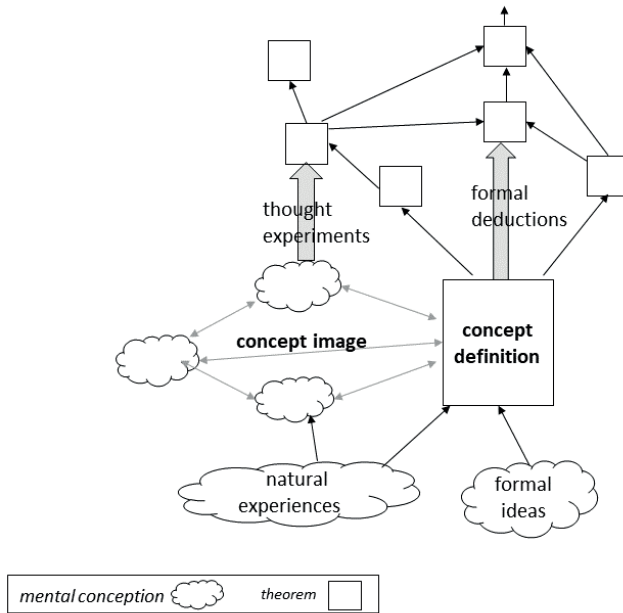 thought
experiments
formal
deductions
concept image
concept
definition
natural
experiences
formal
ideas
mental conception
theorem